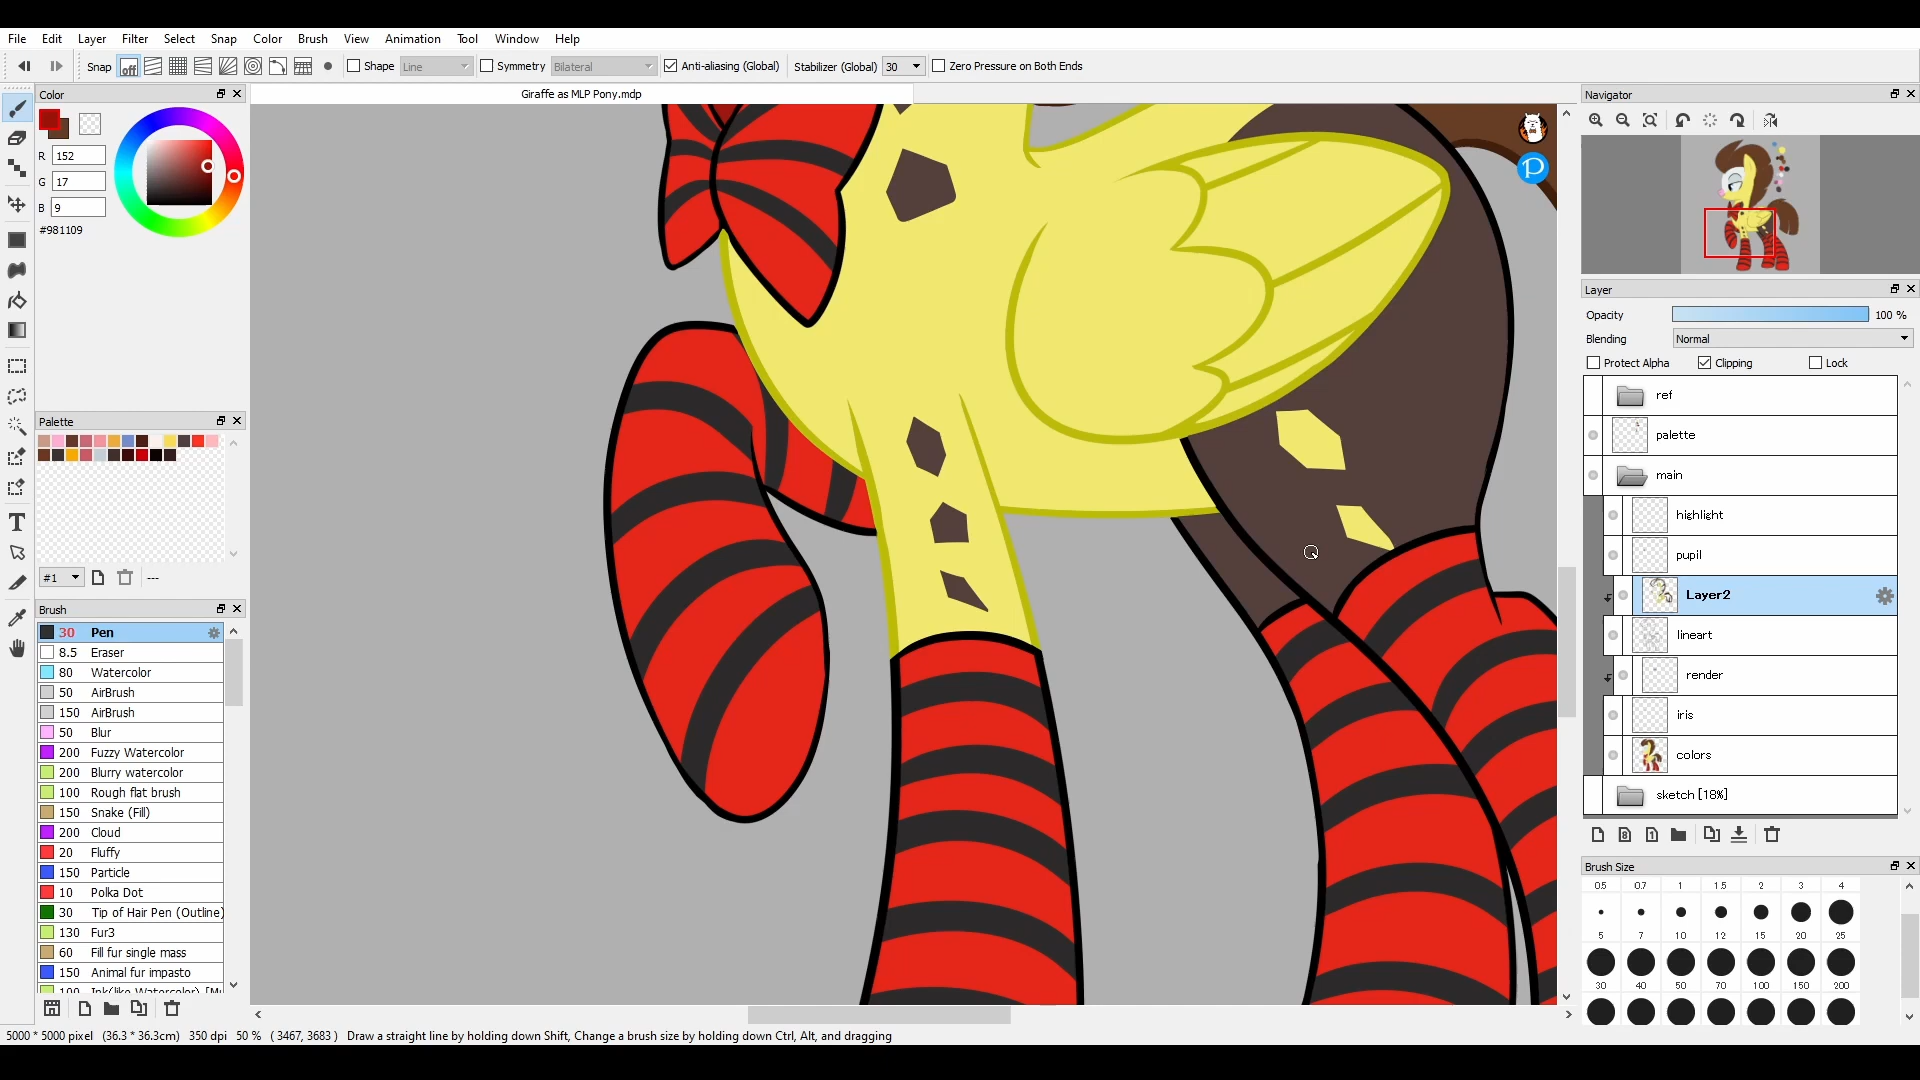 File Edit Layer Filter Select Snap Color Brush View Animation Tool Window Help
Snap off Shape Line Symmetry Bilateral Anti-aliasing (Global) Stabilizer (Global) 30 Zero Pressure on Both Ends
Color
Giraffe as MLP Pony.mdp
Navigator
R 152
G 17
B 9
#981109
Layer
Opacity 100 %
Blending Normal
Protect Alpha Clipping Lock
ref
palette
main
highlight
pupil
Layer2
lineart
render
iris
colors
sketch [18%]
Palette
#1 ---
Brush
30 Pen
8.5 Eraser
80 Watercolor
50 AirBrush
150 AirBrush
50 Blur
200 Fuzzy Watercolor
200 Blurry watercolor
100 Rough flat brush
150 Snake (Fill)
200 Cloud
20 Fluffy
150 Particle
10 Polka Dot
30 Tip of Hair Pen (Outline)
130 Fur3
60 Fill fur single mass
150 Animal fur impasto
Brush Size
0.5 0.7 1 1.5 2 3 4
5 7 10 12 15 20 25
30 40 50 70 100 150 200
5000 * 5000 pixel (36.3 * 36.3cm) 350 dpi 50 % ( 3467, 3683 ) Draw a straight line by holding down Shift, Change a brush size by holding down Ctrl, Alt, and dragging